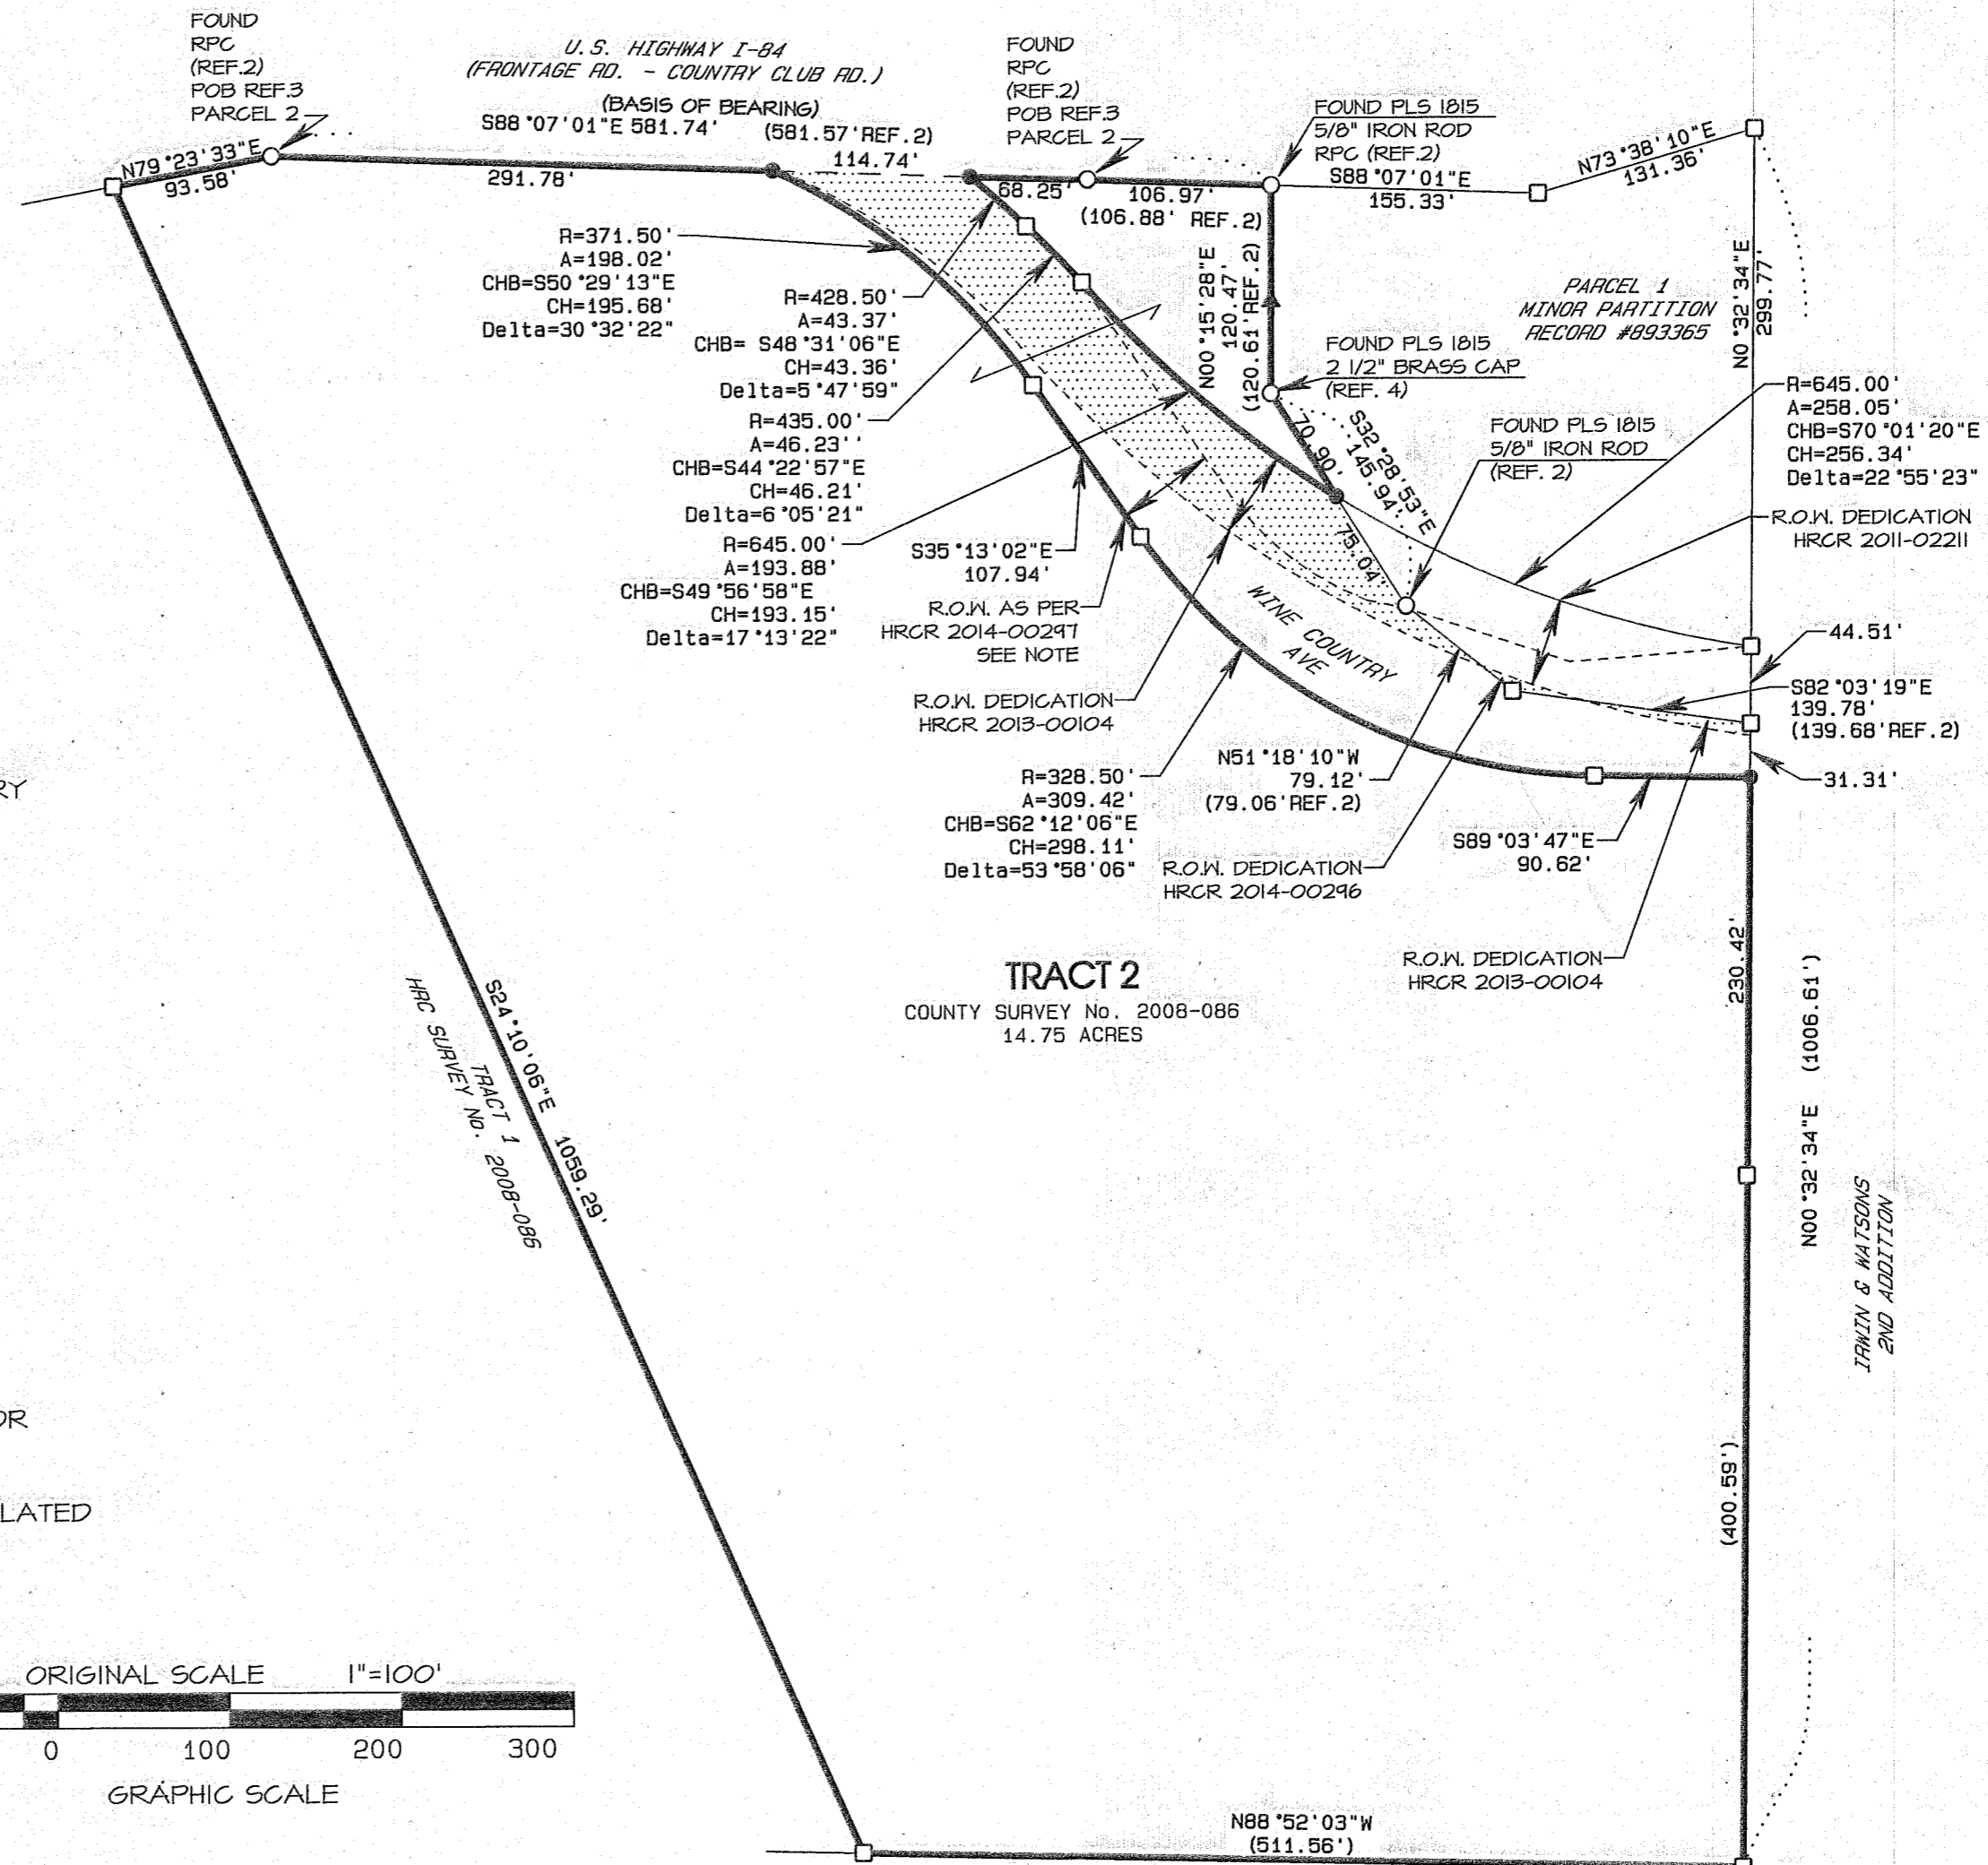 FOUND
RPC
(REF.2)
POB REF.3
PARCEL 2
U.S. HIGHWAY I-84
(FRONTAGE RD. - COUNTRY CLUB RD.)
(BASIS OF BEARING)
S88°07'01"E 581.74' (581.57'REF.2)
114.74'
FOUND
RPC
(REF.2)
POB REF.3
PARCEL 2
FOUND PLS 1815
5/8" IRON ROD
RPC (REF.2)
N79°23'33"E
93.58'
291.78'
68.25'
106.97'
(106.88' REF.2)
S88°07'01"E
155.33'
N73°38'10"E
131.36'
R=371.50'
A=198.02'
CHB=S50°29'13"E
CH=195.68'
Delta=30°32'22"
R=428.50'
A=43.37'
CHB= S48°31'06"E
CH=43.36'
Delta=5°47'59"
R=435.00'
A=46.23''
CHB=S44°22'57"E
CH=46.21'
Delta=6°05'21"
R=645.00'
A=193.88'
CHB=S49°56'58"E
CH=193.15'
Delta=17°13'22"
N00°15'28"E
120.47'
(120.61'REF.2)
PARCEL 1
MINOR PARTITION
RECORD #893365
N0°32'34"E
299.77'
FOUND PLS 1815
2 1/2" BRASS CAP
(REF. 4)
FOUND PLS 1815
5/8" IRON ROD
(REF. 2)
70.90'
S32°28'53"E
145.94'
75.04'
R=645.00'
A=258.05'
CHB=S70°01'20"E
CH=256.34'
Delta=22°55'23"
R.O.W. DEDICATION
HRCR 2011-02211
S35°13'02"E
107.94'
R.O.W. AS PER
HRCR 2014-00297
SEE NOTE
R.O.W. DEDICATION
HRCR 2013-00104
WINE COUNTRY
AVE
44.51'
S82°03'19"E
139.78'
(139.68'REF.2)
31.31'
R=328.50'
A=309.42'
CHB=S62°12'06"E
CH=298.11'
Delta=53°58'06"
N51°18'10"W
79.12'
(79.06'REF.2)
R.O.W. DEDICATION
HRCR 2014-00296
S89°03'47"E
90.62'
R.O.W. DEDICATION
HRCR 2013-00104
RY
TRACT 2
COUNTY SURVEY No. 2008-086
14.75 ACRES
230.42'
N00°32'34"E (1006.61')
S24°10'06"E 1059.29'
TRACT 1
HRC SURVEY No. 2008-086
IRWIN & WATSONS
2ND ADDITION
(400.59')
OR
LATED
ORIGINAL SCALE 1"=100'
0 100 200 300
GRAPHIC SCALE
N88°52'03"W
(511.56')